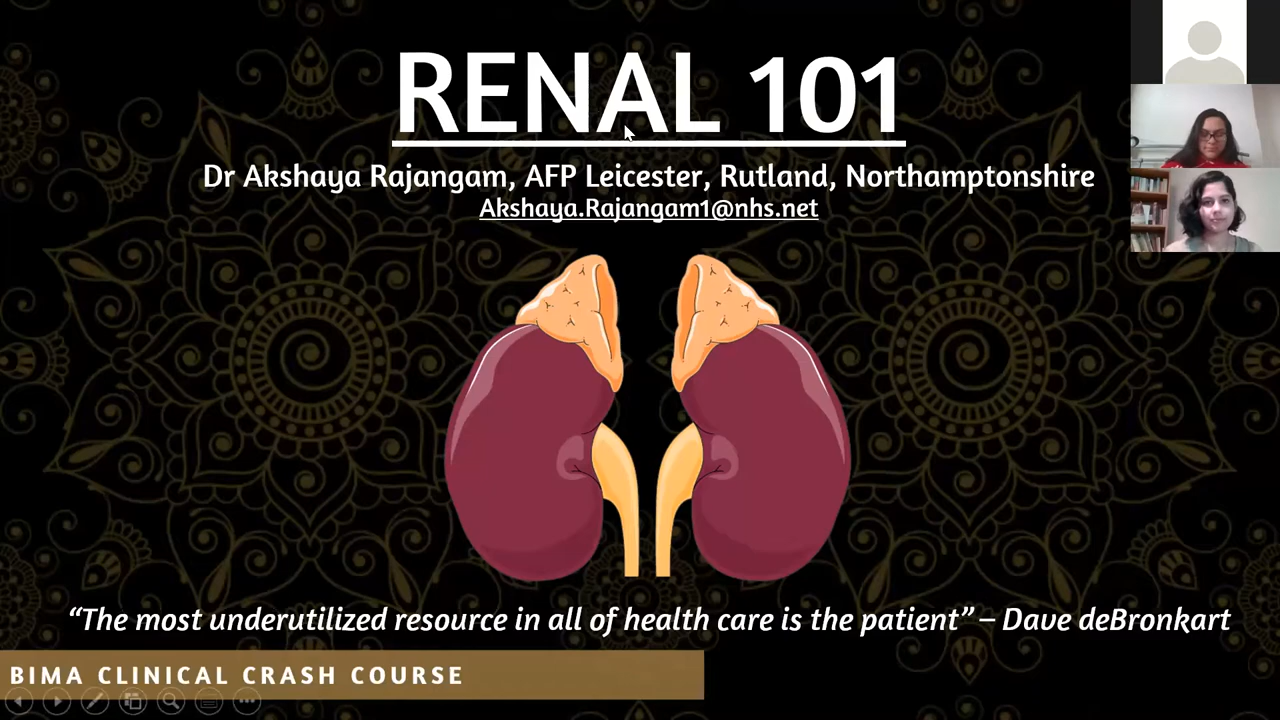 RENAL 101
Dr Akshaya Rajangam, AFP Leicester, Rutland, Northamptonshire
Akshaya.Rajangam1@nhs.net
“The most underutilized resource in all of health care is the patient” – Dave deBronkart
BIMA CLINICAL CRASH COURSE